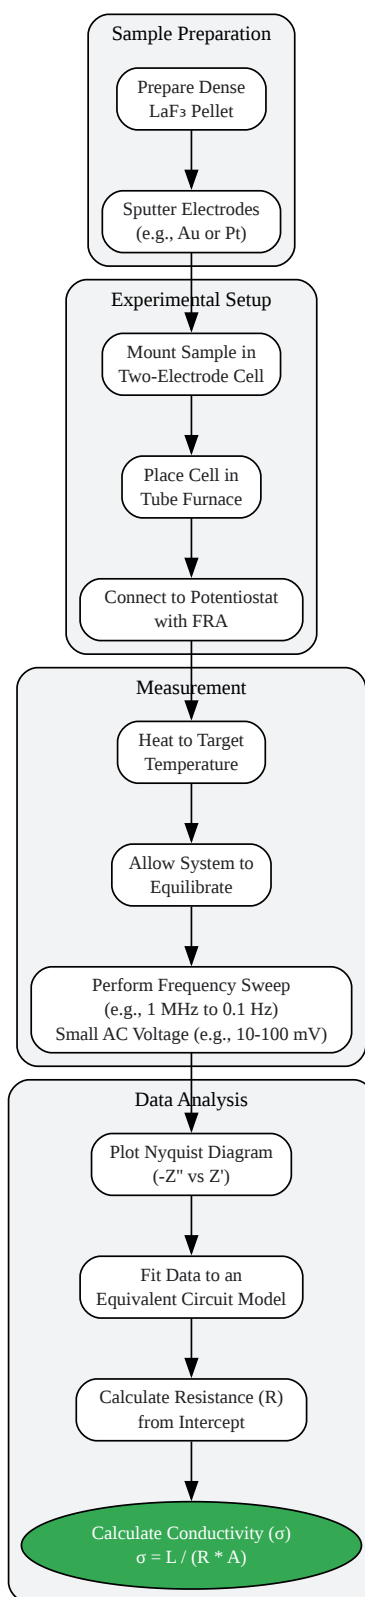 Sample Preparation
Prepare Dense
LaF₃ Pellet
Sputter Electrodes
(e.g., Au or Pt)
Experimental Setup
Mount Sample in
Two-Electrode Cell
Place Cell in
Tube Furnace
Connect to Potentiostat
with FRA
Measurement
Heat to Target
Temperature
Allow System to
Equilibrate
Perform Frequency Sweep
(e.g., 1 MHz to 0.1 Hz)
Small AC Voltage (e.g., 10-100 mV)
Data Analysis
Plot Nyquist Diagram
(-Z" vs Z')
Fit Data to an
Equivalent Circuit Model
Calculate Resistance (R)
from Intercept
Calculate Conductivity (σ)
σ = L / (R * A)